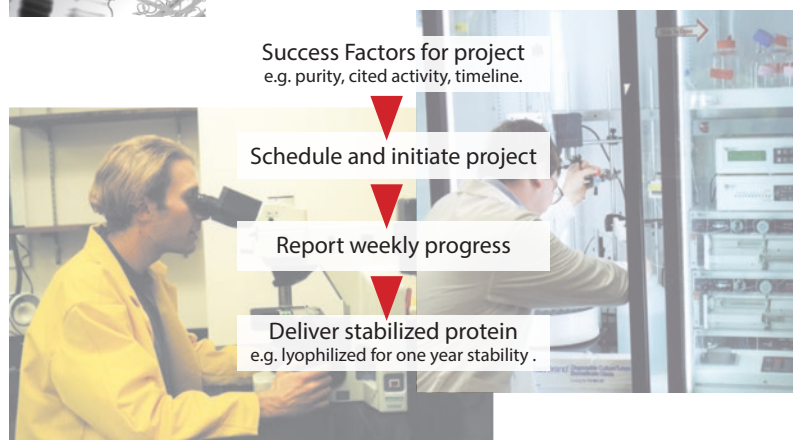 Success Factors for project
e.g. purity, cited activity, timeline.
Schedule and initiate project
Report weekly progress
Deliver stabilized protein
e.g. lyophilized for one year stability .